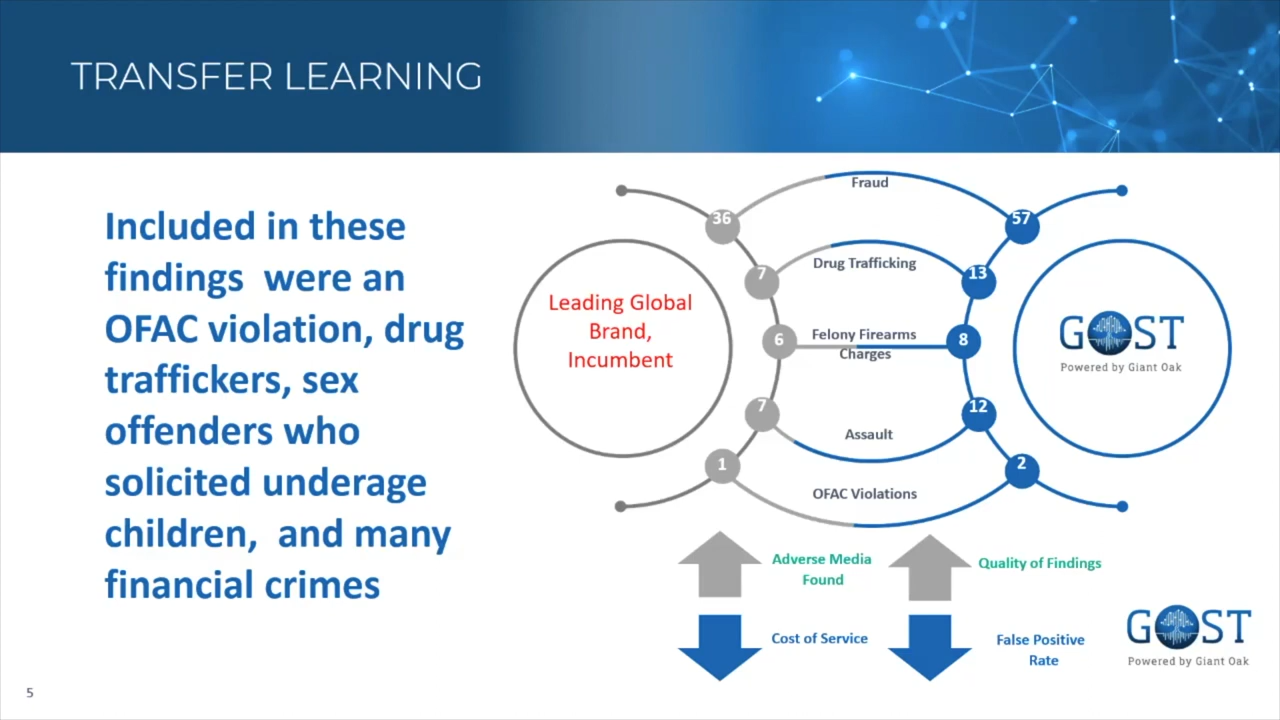 TRANSFER LEARNING
Included in these
findings  were an
OFAC violation, drug
traffickers, sex
offenders who
solicited underage
children,  and many
financial crimes
Leading Global
Brand,
Incumbent
36
7
6
7
1
Fraud
Drug Trafficking
Felony Firearms
Charges
Assault
OFAC Violations
57
13
8
12
2
GOST
Powered by Giant Oak
Adverse Media
Found
Quality of Findings
Cost of Service
False Positive
Rate
GOST
Powered by Giant Oak
5